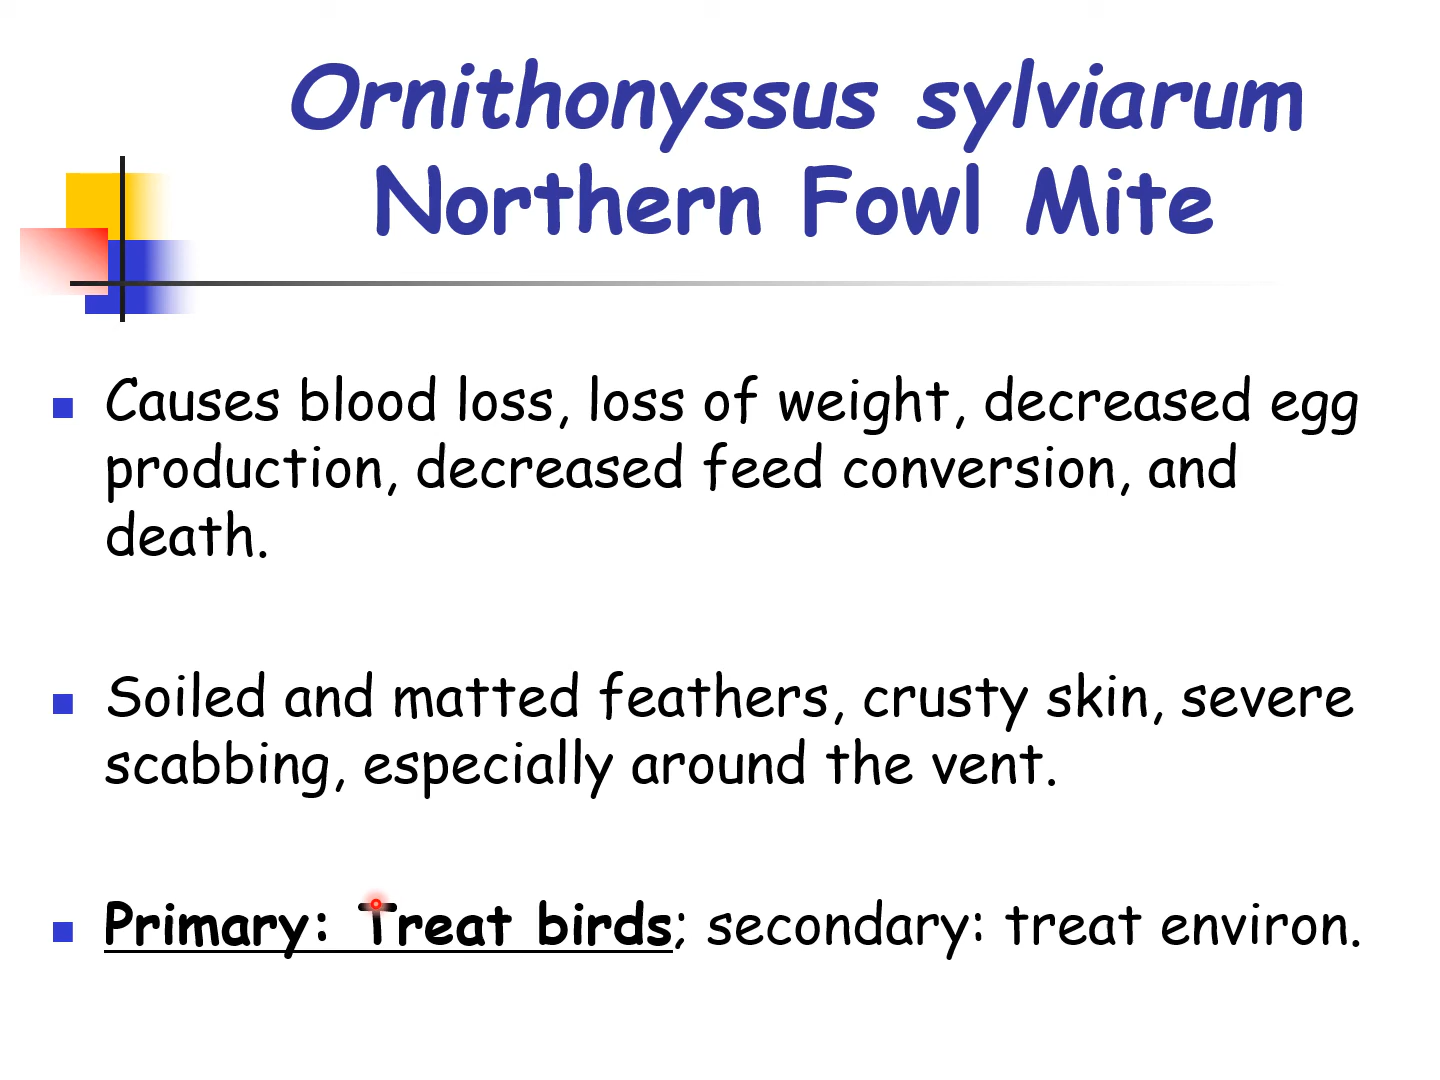 Ornithonyssus sylviarum
Northern Fowl Mite
Causes blood loss, loss of weight, decreased egg
production, decreased feed conversion, and
death.
Soiled and matted feathers, crusty skin, severe
scabbing, especially around the vent.
Primary: Treat birds; secondary: treat environ.